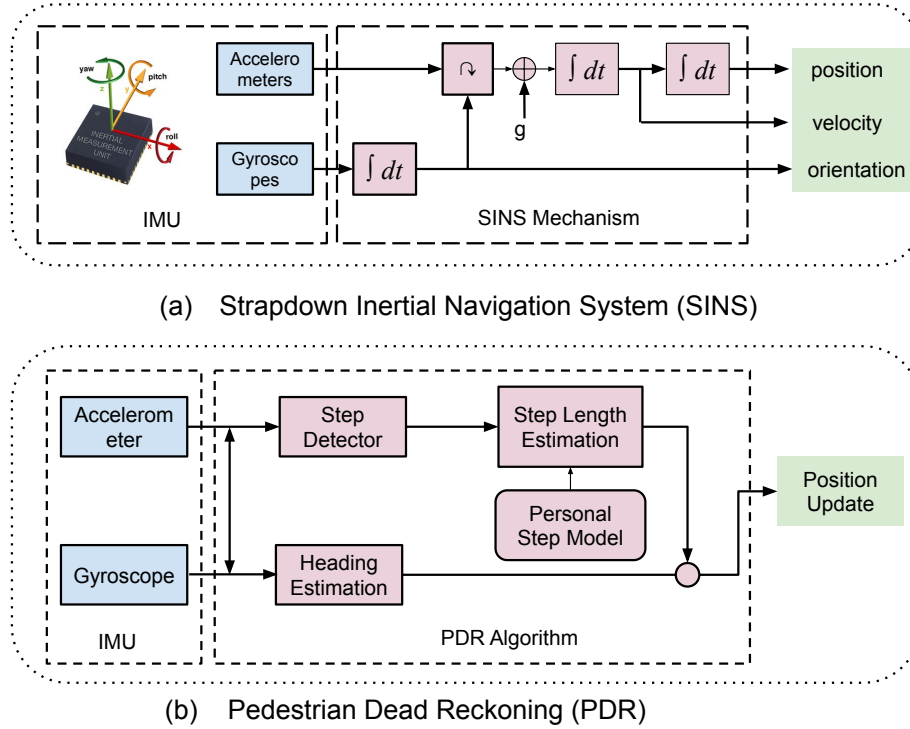 yaw
z
pitch
y
roll
x
INERTIAL
MEASUREMENT
UNIT
Accelero
meters
Gyrosco
pes
IMU
∫ dt
g
∫ dt
∫ dt
SINS Mechanism
position
velocity
orientation
(a) Strapdown Inertial Navigation System (SINS)
Accelerom
eter
Gyroscope
IMU
Step
Detector
Step Length
Estimation
Personal
Step Model
Heading
Estimation
PDR Algorithm
Position
Update
(b) Pedestrian Dead Reckoning (PDR)